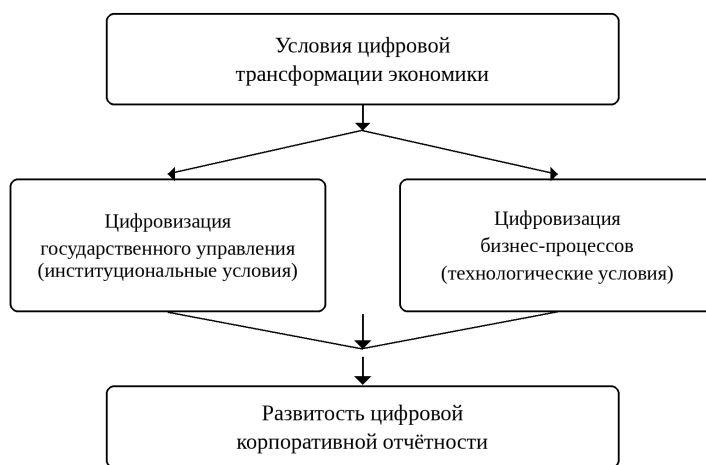 Условия цифровой
трансформации экономики
Цифровизация
государственного управления
(институциональные условия)
Цифровизация
бизнес-процессов
(технологические условия)
Развитость цифровой
корпоративной отчётности